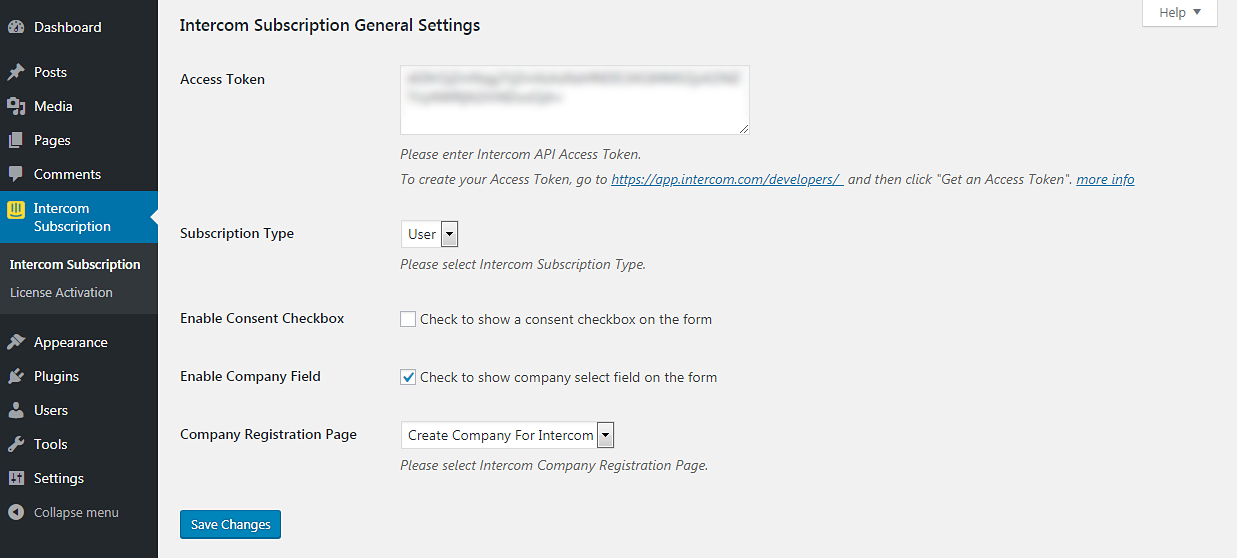 Dashboard
Posts
Media
Pages
Comments
Intercom
Subscription
Intercom Subscription
License Activation
Appearance
Plugins
Users
Tools
Settings
Collapse menu
Help
Intercom Subscription General Settings
Access Token
Please enter Intercom API Access Token.
To create your Access Token, go to https://app.intercom.com/developers/ and then click "Get an Access Token". more info
Subscription Type
User
Please select Intercom Subscription Type.
Enable Consent Checkbox
Check to show a consent checkbox on the form
Enable Company Field
Check to show company select field on the form
Company Registration Page
Create Company For Intercom
Please select Intercom Company Registration Page.
Save Changes